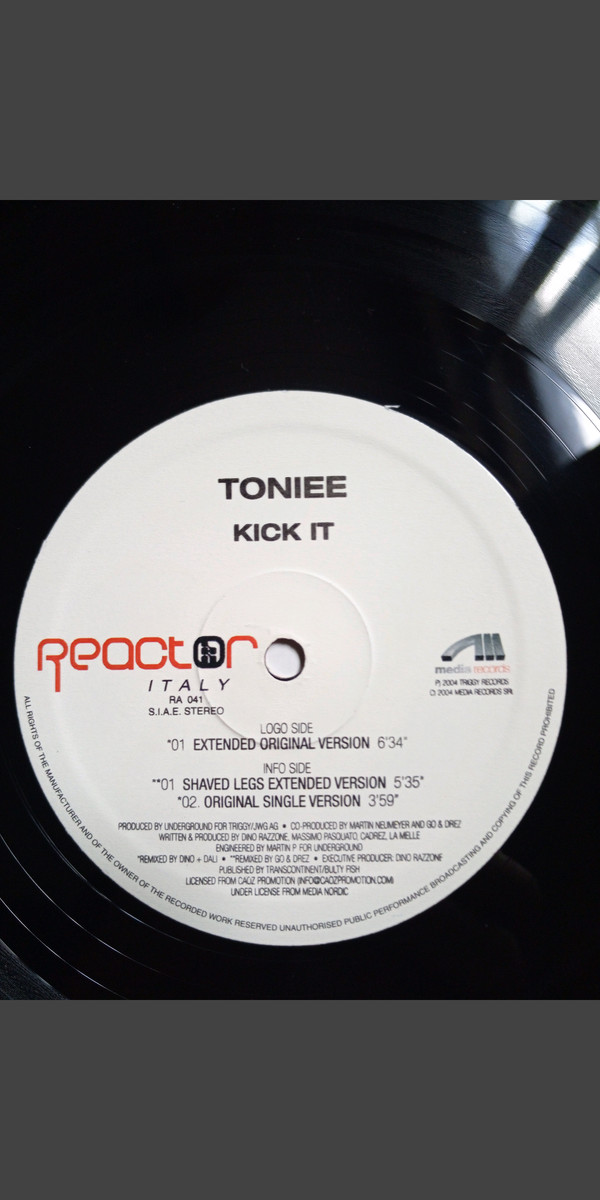 TONIEE
KICK IT
Reactor
ITALY
RA 041
S.I.A.E. STEREO
media records
P) 2004 TRIGGY RECORDS
C) 2004 MEDIA RECORDS SRL
LOGO SIDE
*01 EXTENDED ORIGINAL VERSION 6'34"
INFO SIDE
**01 SHAVED LEGS EXTENDED VERSION 5'35"
*02. ORIGINAL SINGLE VERSION 3'59"
PRODUCED BY UNDERGROUND FOR TRIGGY/JWG AG • CO-PRODUCED BY MARTIN NEUMEYER AND GO & DREZ
WRITTEN & PRODUCED BY DINO RAZZONE, MASSIMO PASQUATO, CADREZ, LA MELLE
ENGINEERED BY MARTIN P FOR UNDERGROUND
*REMIXED BY DINO + DALI • **REMIXED BY GO & DREZ • EXECUTIVE PRODUCER: DINO RAZZONE
PUBLISHED BY TRANSCONTINENT/BULTY FISH
LICENSED FROM CAOZ PROMOTION (INFO@CAOZPROMOTION.COM)
UNDER LICENSE FROM MEDIA NORDIC
ALL RIGHTS OF THE MANUFACTURER AND OF THE OWNER OF THE RECORDED WORK RESERVED UNAUTHORISED PUBLIC PERFORMANCE BROADCASTING AND COPYING OF THIS RECORD PROHIBITED